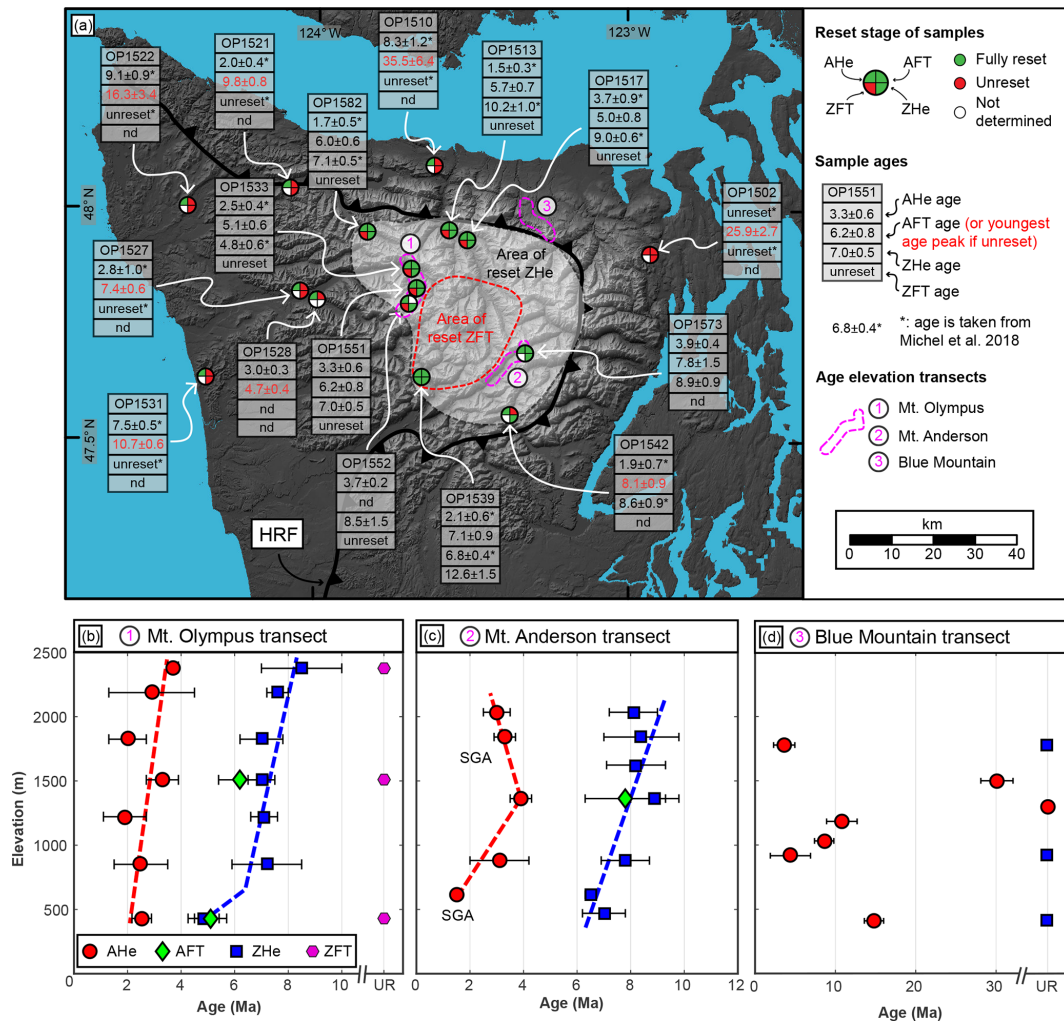 (a)
124° W
123° W
48° N
47.5° N
OP1522
9.1±0.9*
16.3±3.4
unreset*
nd
OP1521
2.0±0.4*
9.8±0.8
unreset*
nd
OP1510
8.3±1.2*
35.5±6.4
unreset*
nd
OP1513
1.5±0.3*
5.7±0.7
10.2±1.0*
unreset
OP1517
3.7±0.9*
5.0±0.8
9.0±0.6*
unreset
OP1582
1.7±0.5*
6.0±0.6
7.1±0.5*
unreset
OP1533
2.5±0.4*
5.1±0.6
4.8±0.6*
unreset
OP1502
unreset*
25.9±2.7
unreset*
nd
OP1527
2.8±1.0*
7.4±0.6
unreset*
nd
OP1528
3.0±0.3
4.7±0.4
nd
nd
OP1551
3.3±0.6
6.2±0.8
7.0±0.5
unreset
OP1573
3.9±0.4
7.8±1.5
8.9±0.9
nd
OP1531
7.5±0.5*
10.7±0.6
unreset*
nd
OP1552
3.7±0.2
nd
8.5±1.5
unreset
OP1539
2.1±0.6*
7.1±0.9
6.8±0.4*
12.6±1.5
OP1542
1.9±0.7*
8.1±0.9
8.6±0.9*
nd
1
2
3
Area of
reset ZHe
Area of
reset ZFT
HRF
Reset stage of samples
AHe
AFT
ZFT
ZHe
Fully reset
Unreset
Not
determined
Sample ages
OP1551
3.3±0.6
6.2±0.8
7.0±0.5
unreset
AHe age
AFT age (or youngest
age peak if unreset)
ZHe age
ZFT age
6.8±0.4*
*: age is taken from
Michel et al. 2018
Age elevation transects
1 Mt. Olympus
2 Mt. Anderson
3 Blue Mountain
km
0 10 20 30 40
(b) 1 Mt. Olympus transect
2500
2000
1500
1000
500
0
Elevation (m)
AHe AFT ZHe ZFT
2 4 6 8 10 UR
Age (Ma)
(c) 2 Mt. Anderson transect
SGA
SGA
0 2 4 6 8 10 12
Age (Ma)
(d) 3 Blue Mountain transect
0 10 20 30 UR
Age (Ma)